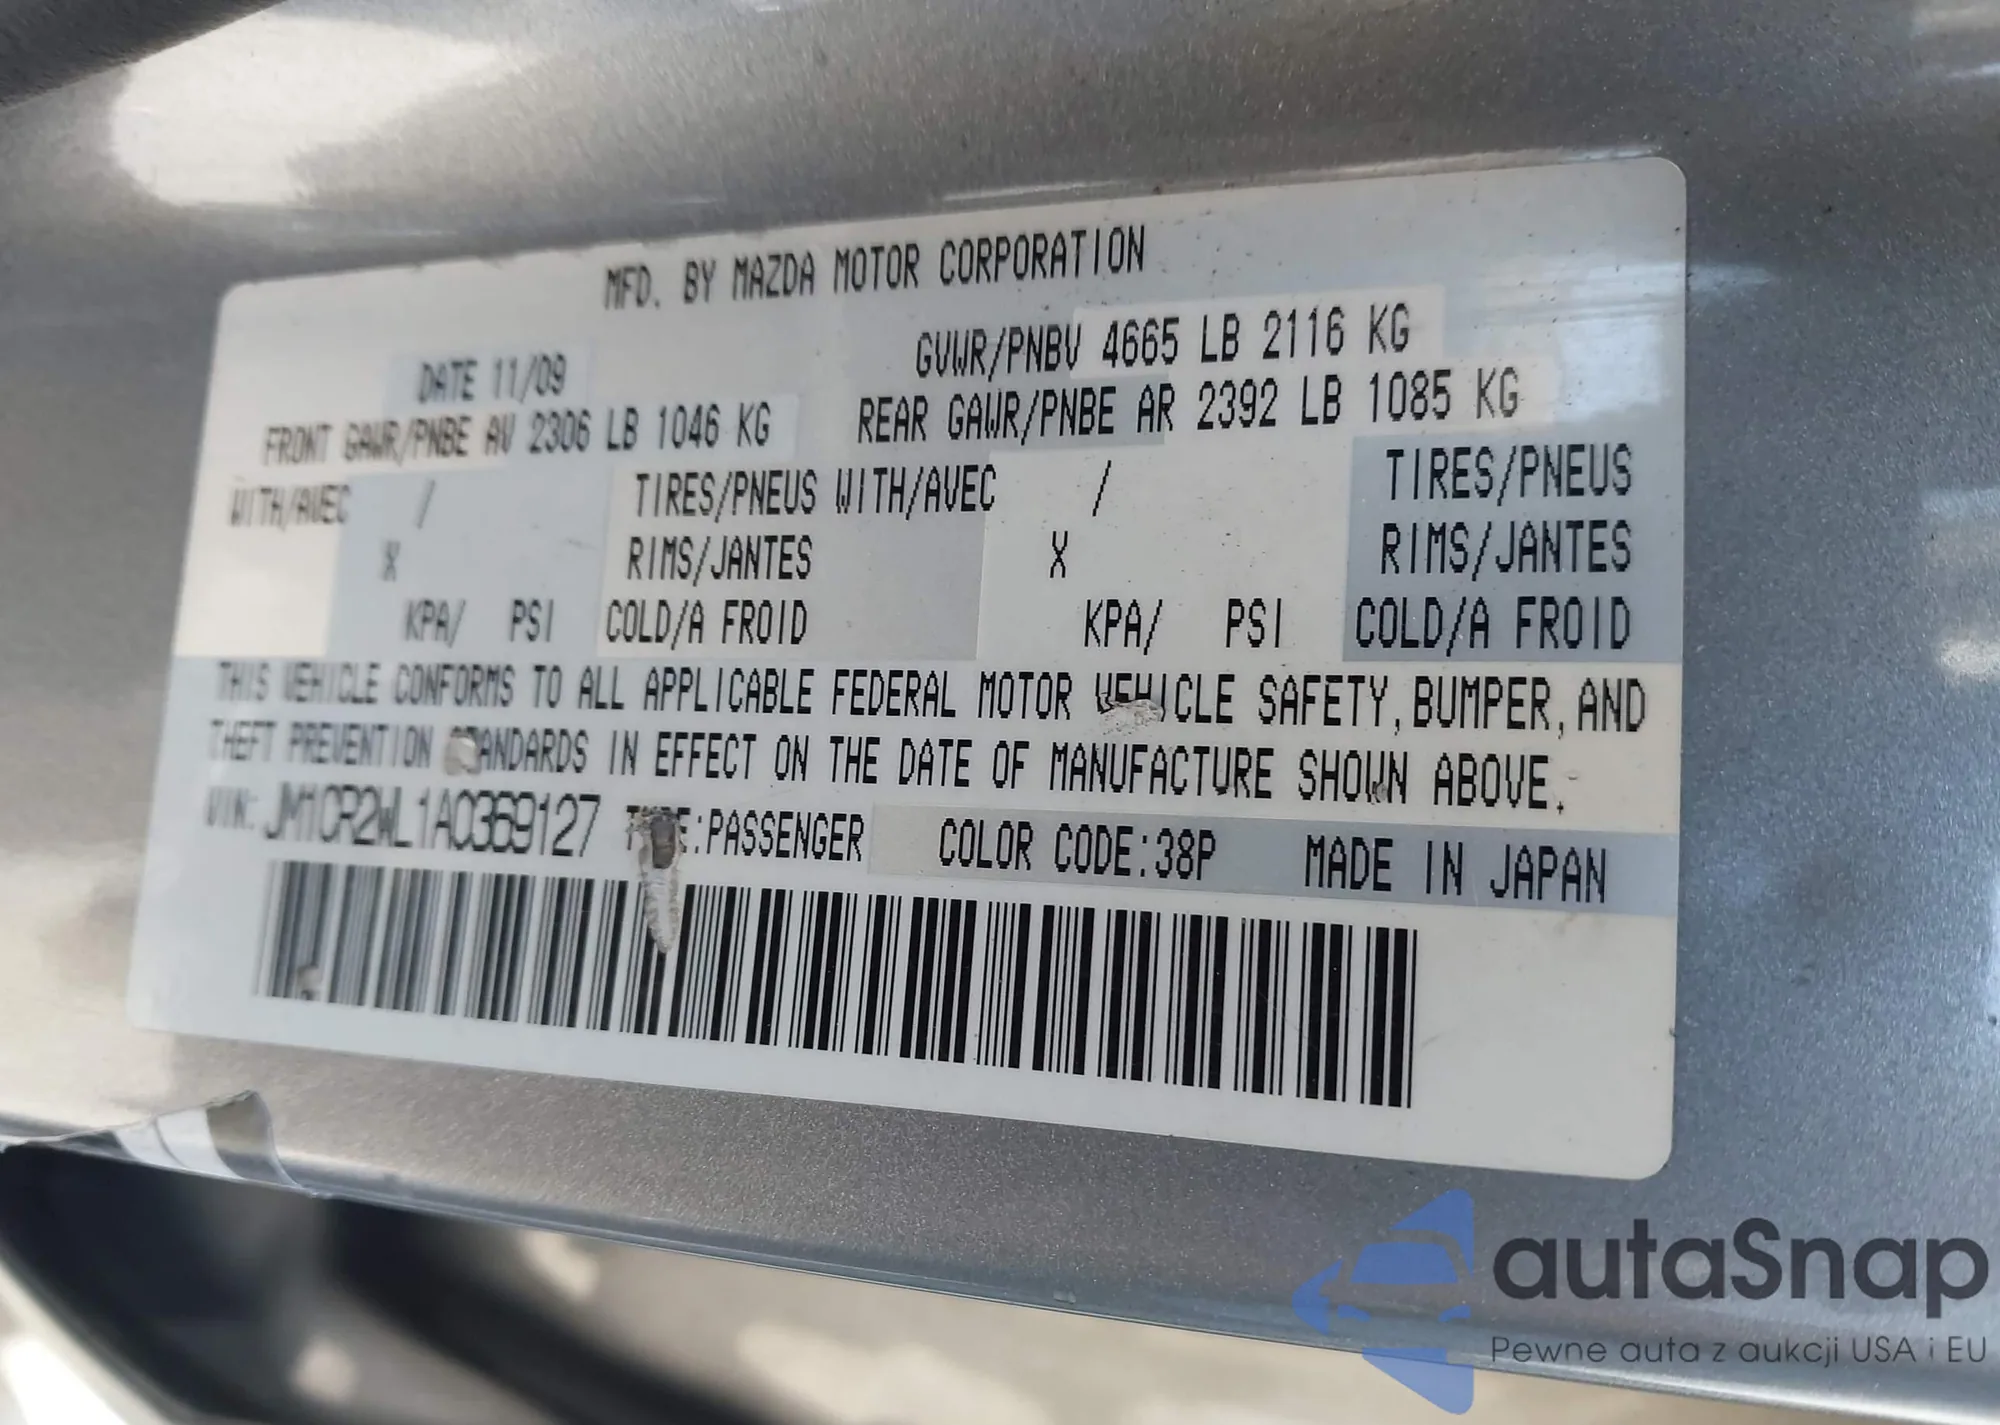 MFD. BY MAZDA MOTOR CORPORATION
DATE 11/09
GVWR/PNBV 4665 LB 2116 KG
FRONT GAWR/PNBE AV 2306 LB 1046 KG
REAR GAWR/PNBE AR 2392 LB 1085 KG
WITH/AVEC / TIRES/PNEUS WITH/AVEC / TIRES/PNEUS
X RIMS/JANTES X RIMS/JANTES
KPA/ PSI COLD/A FROID KPA/ PSI COLD/A FROID
THIS VEHICLE CONFORMS TO ALL APPLICABLE FEDERAL MOTOR VEHICLE SAFETY, BUMPER, AND
THEFT PREVENTION STANDARDS IN EFFECT ON THE DATE OF MANUFACTURE SHOWN ABOVE.
VIN: JM1CR2WL1A0369127 TYPE:PASSENGER COLOR CODE:38P MADE IN JAPAN
autaSnap
Pewne auta z aukcji USA i EU